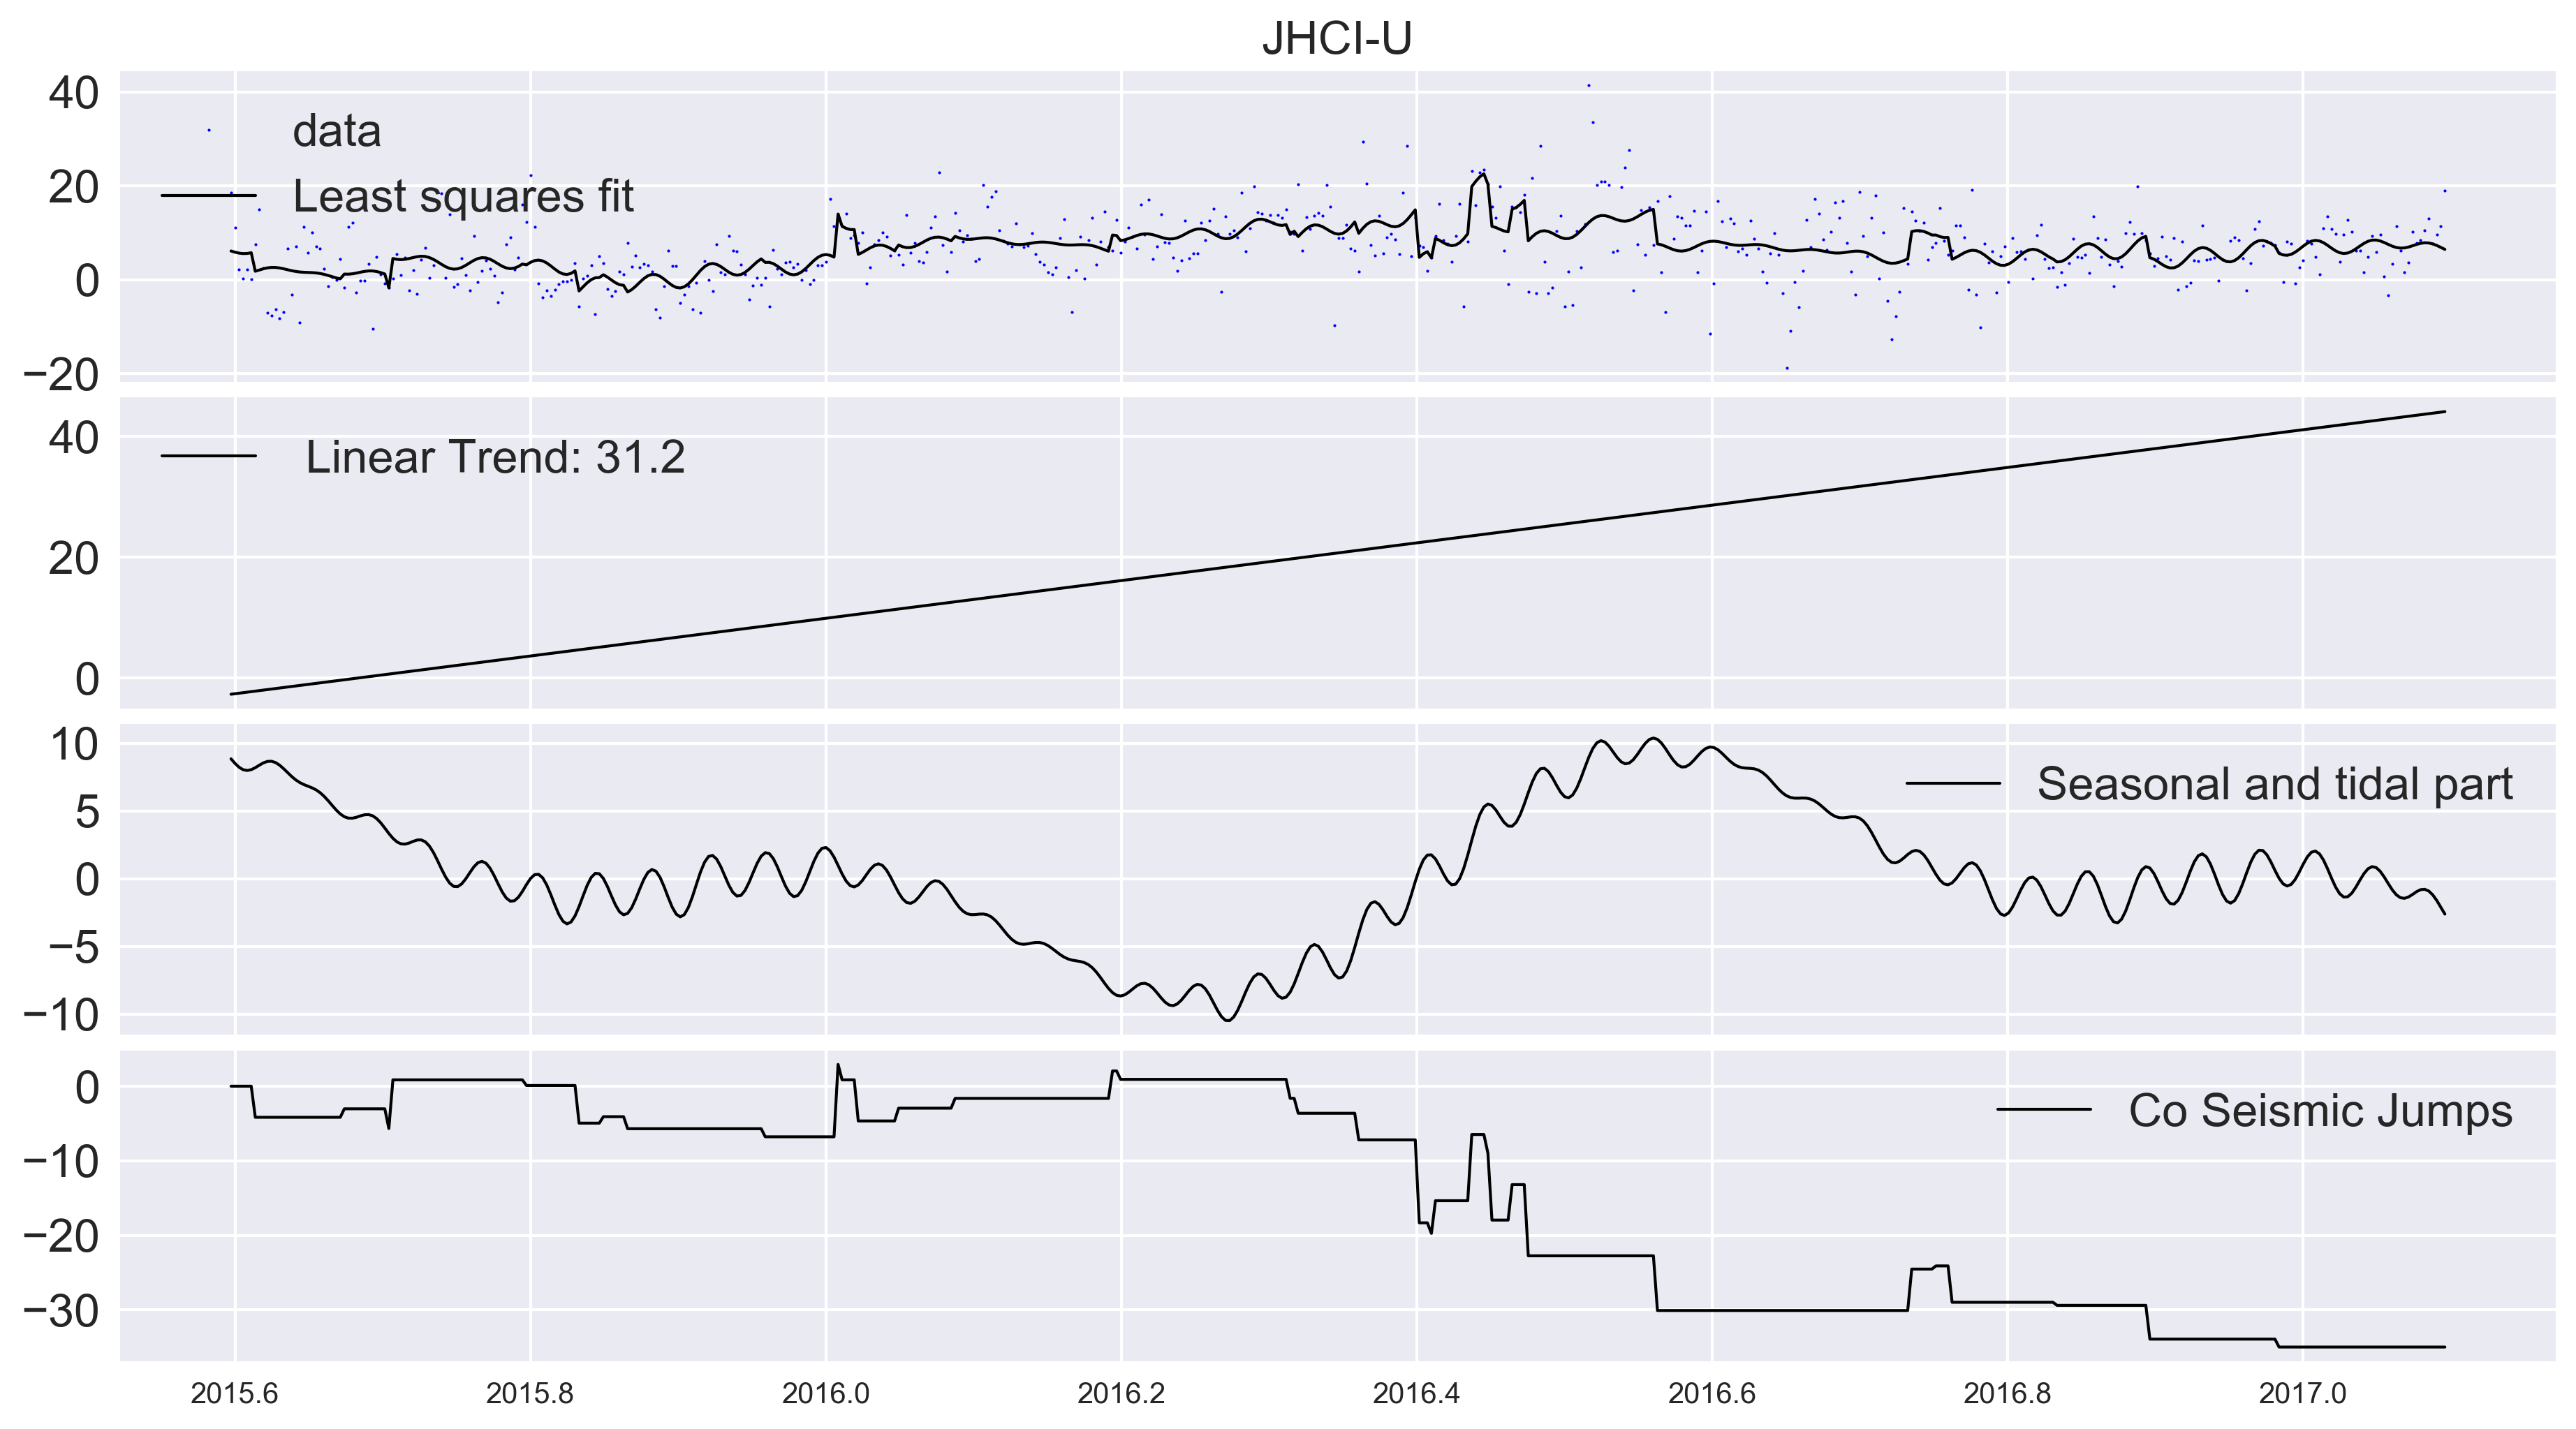 JHCI-U
40
20
0
−20
data
Least squares fit
40
20
0
Linear Trend: 31.2
10
5
0
−5
−10
Seasonal and tidal part
0
−10
−20
−30
Co Seismic Jumps
2015.6 2015.8 2016.0 2016.2 2016.4 2016.6 2016.8 2017.0